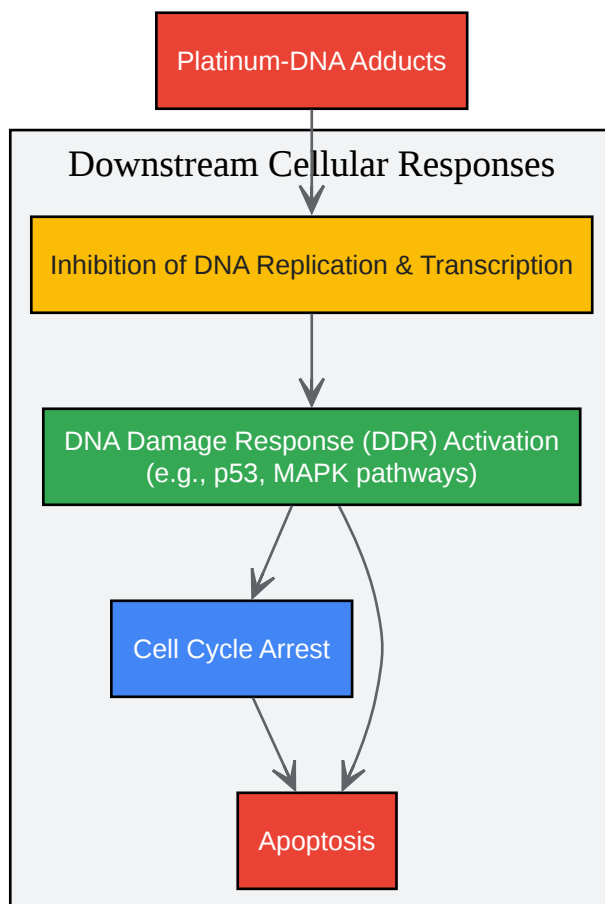 Platinum-DNA Adducts
Downstream Cellular Responses
Inhibition of DNA Replication & Transcription
DNA Damage Response (DDR) Activation
(e.g., p53, MAPK pathways)
Cell Cycle Arrest
Apoptosis